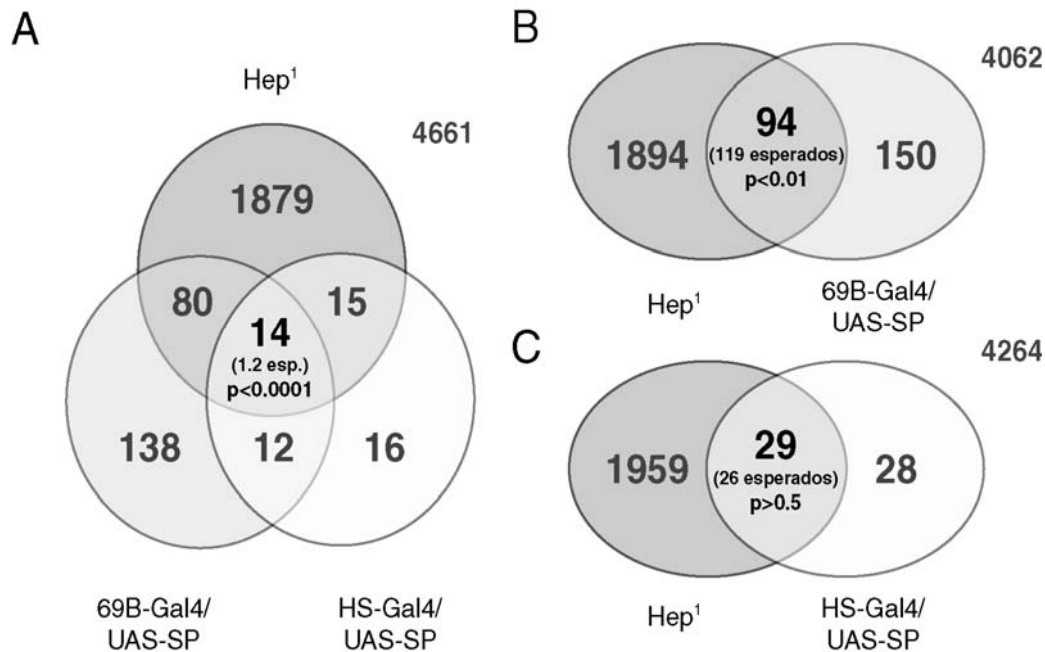 A
Hep¹
4661
1879
80
15
14
(1.2 esp.)
p<0.0001
138
12
16
69B-Gal4/
UAS-SP
HS-Gal4/
UAS-SP
B
4062
1894
94
(119 esperados)
p<0.01
150
Hep¹
69B-Gal4/
UAS-SP
C
4264
1959
29
(26 esperados)
p>0.5
28
Hep¹
HS-Gal4/
UAS-SP